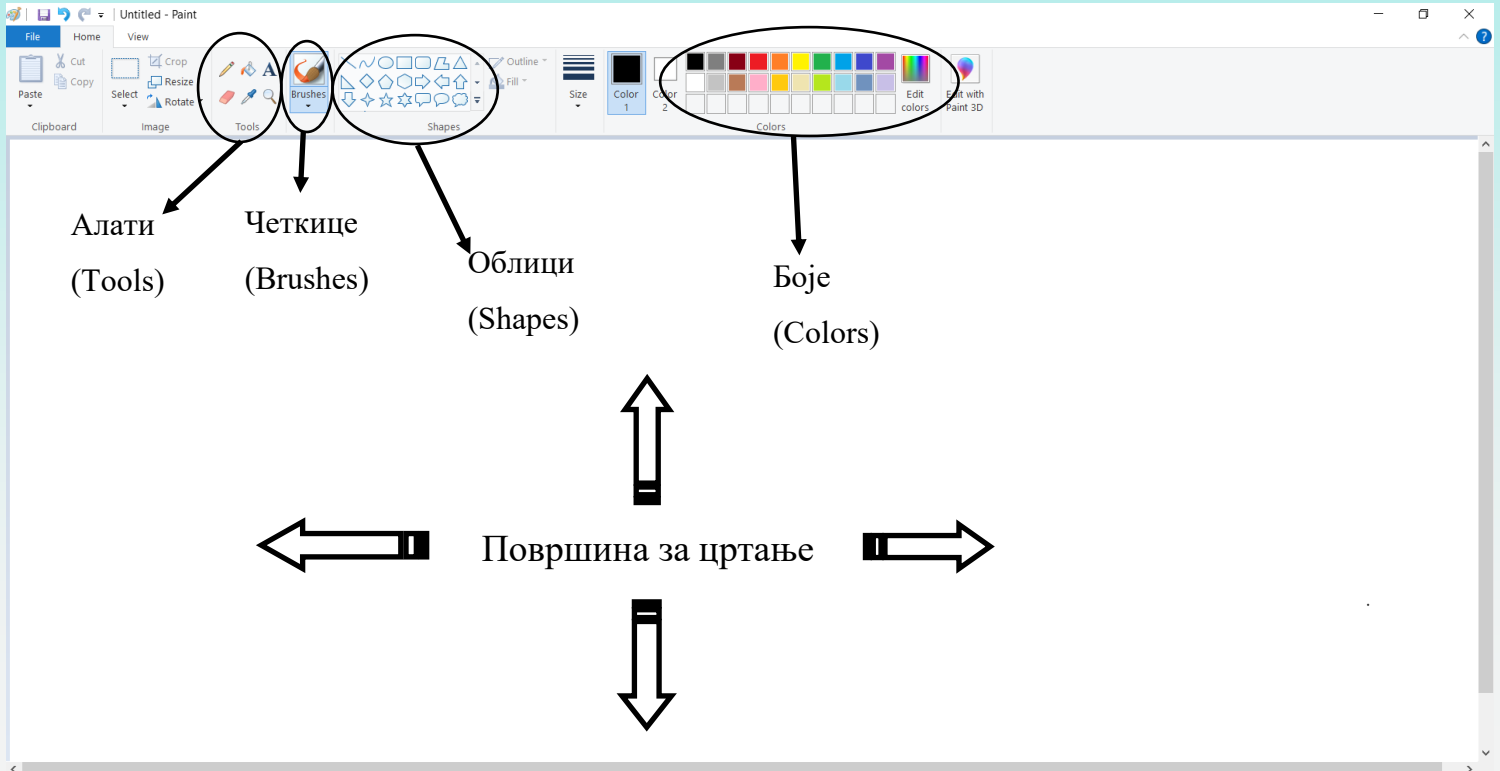 Untitled - Paint
File Home View
Cut Crop Outline
Copy Resize Fill
Paste Select Rotate A Brushes Size Color 1 Color 2 Edit colors Edit with Paint 3D
Clipboard Image Tools Shapes Colors
Алати
(Tools)
Четкице
(Brushes)
Облици
(Shapes)
Боје
(Colors)
Површина за цртање